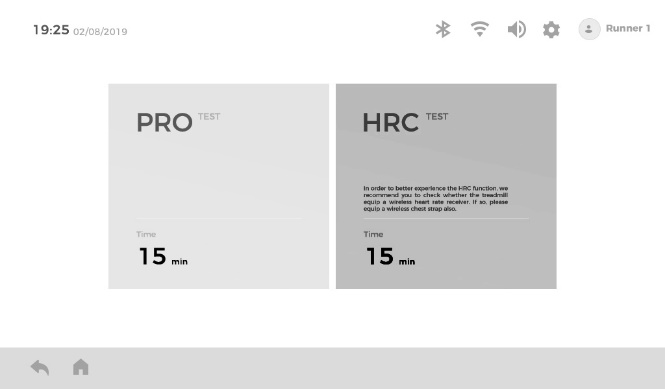 19:25 02/08/2019
Runner 1
PRO TEST
HRC TEST
In order to better experience the HRC function, we
recommend you to check whether the treadmill
equip a wireless heart rate receiver. If so, please
equip a wireless chest strap also.
Time
15 min
Time
15 min